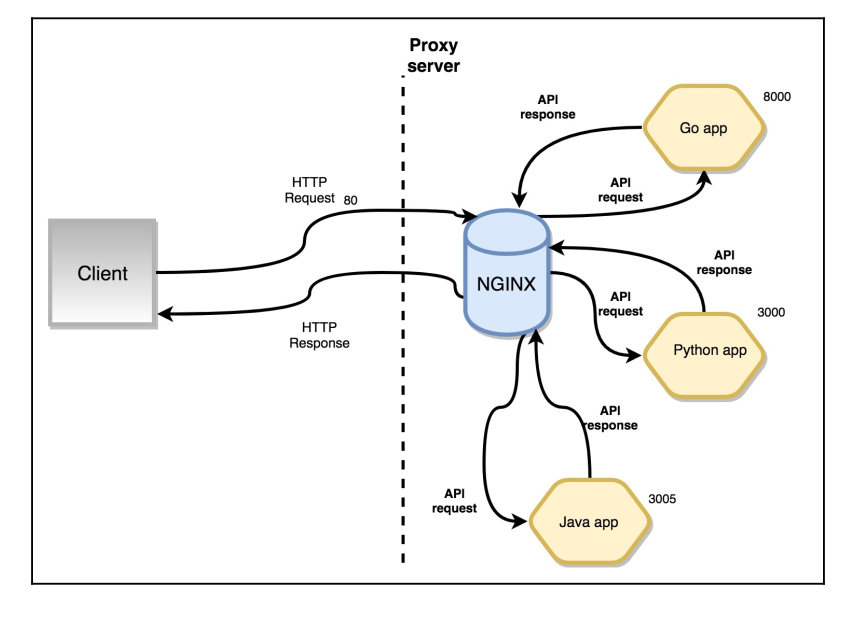 Proxy
server
API
response
8000
Go app
HTTP
Request 80
API
request
Client
NGINX
API
response
API
request
3000
Python app
HTTP
Response
API
response
API
request
3005
Java app